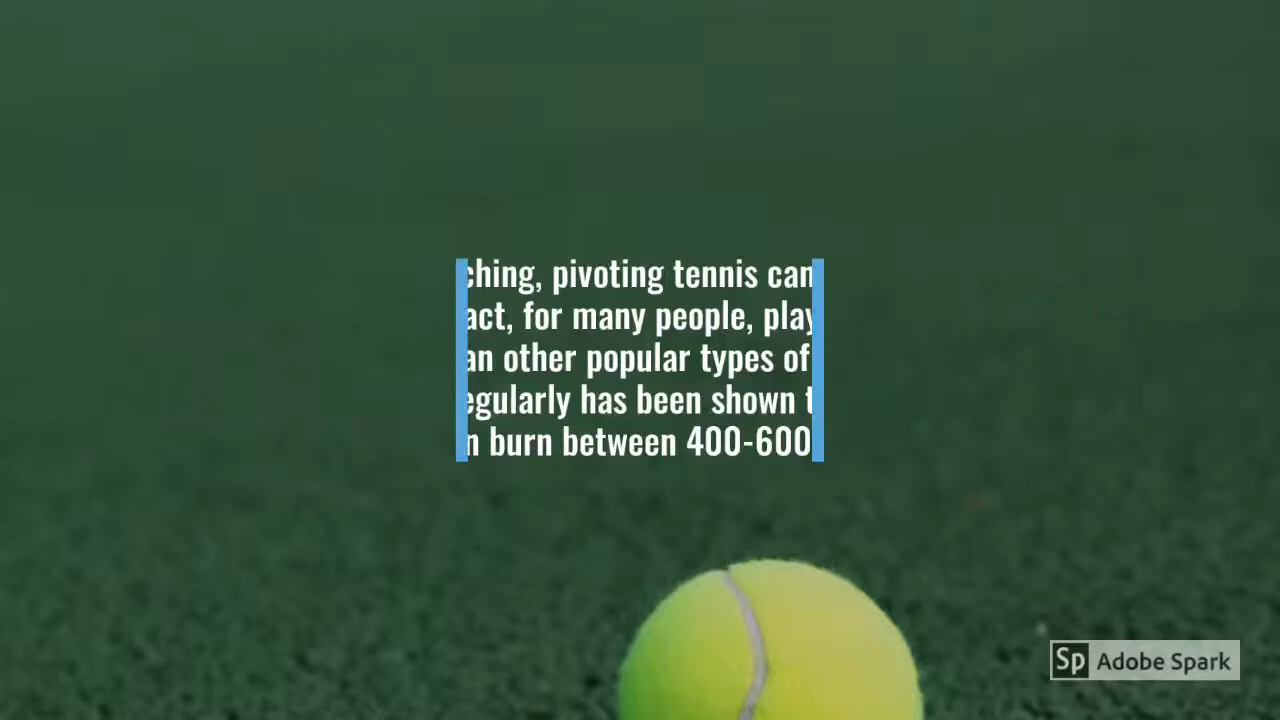 ching, pivoting tennis can
act, for many people, play
an other popular types of
egularly has been shown t
n burn between 400-600
Sp Adobe Spark